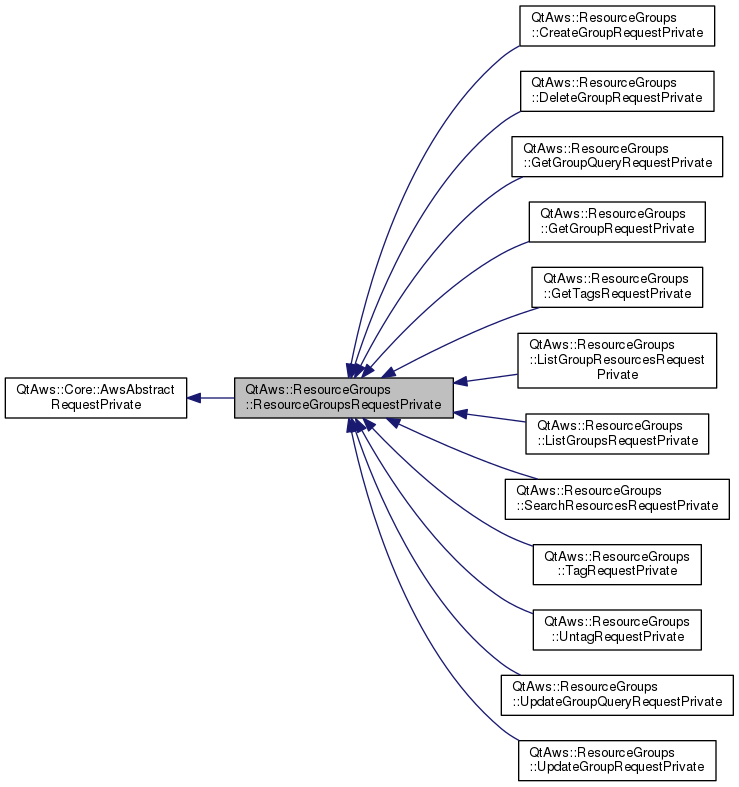 QtAws::Core::AwsAbstract
RequestPrivate
QtAws::ResourceGroups
::ResourceGroupsRequestPrivate
QtAws::ResourceGroups
::CreateGroupRequestPrivate
QtAws::ResourceGroups
::DeleteGroupRequestPrivate
QtAws::ResourceGroups
::GetGroupQueryRequestPrivate
QtAws::ResourceGroups
::GetGroupRequestPrivate
QtAws::ResourceGroups
::GetTagsRequestPrivate
QtAws::ResourceGroups
::ListGroupResourcesRequest
Private
QtAws::ResourceGroups
::ListGroupsRequestPrivate
QtAws::ResourceGroups
::SearchResourcesRequestPrivate
QtAws::ResourceGroups
::TagRequestPrivate
QtAws::ResourceGroups
::UntagRequestPrivate
QtAws::ResourceGroups
::UpdateGroupQueryRequestPrivate
QtAws::ResourceGroups
::UpdateGroupRequestPrivate